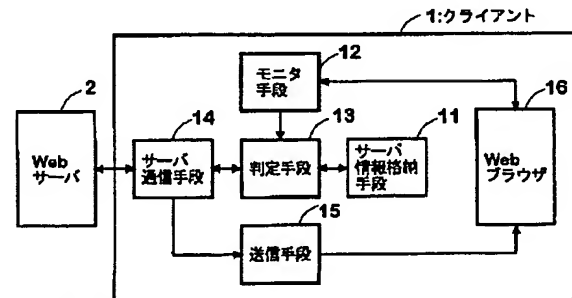 1:クライアント
12
モニタ
手段
2
Web
サーバ
14
サーバ
通信手段
13
判定手段
11
サーバ
情報格納
手段
16
Web
ブラウザ
15
送信手段